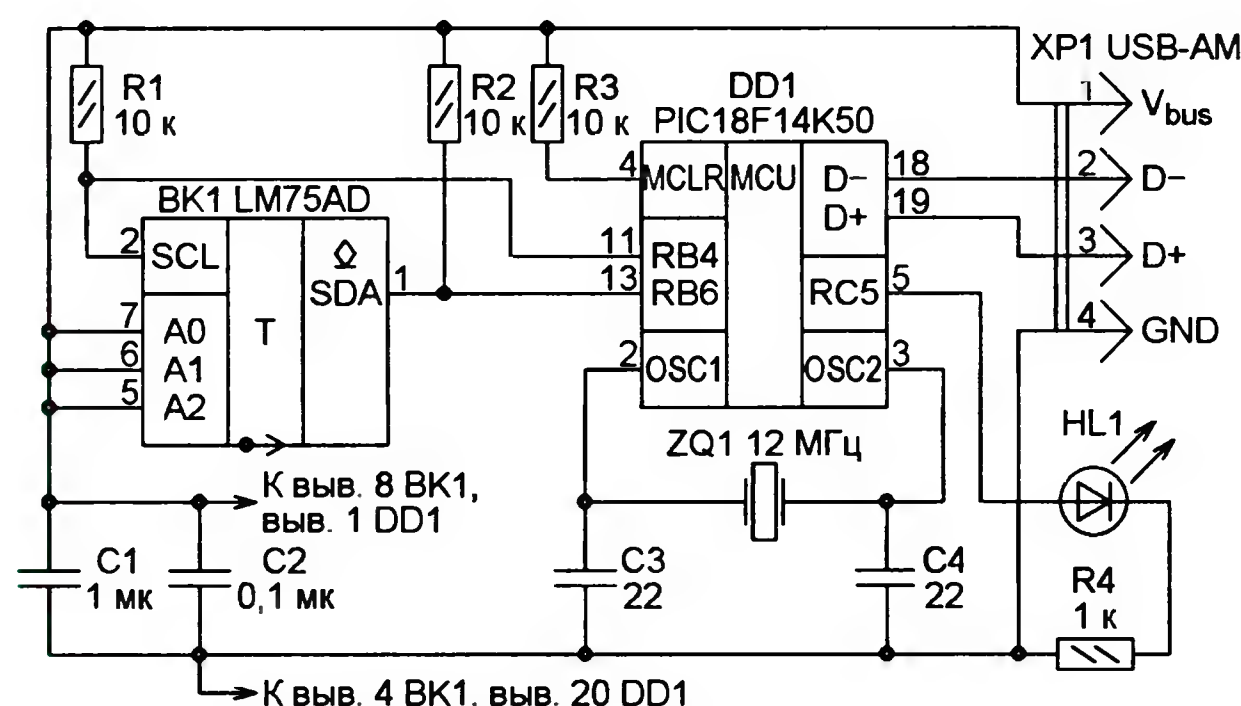 XP1 USB-AM
R1
10 к
R2
10 к
R3
10 к
DD1
PIC18F14K50
1
Vbus
4
MCLR
MCU
D−
18
2
D−
D+
19
BK1 LM75AD
2
SCL
◊
SDA
1
11
RB4
13
RB6
RC5
5
3
D+
4
GND
7
A0
T
6
A1
5
A2
2
OSC1
OSC2
3
ZQ1 12 МГц
HL1
К выв. 8 BK1,
выв. 1 DD1
C1
1 мк
C2
0,1 мк
C3
22
C4
22
R4
1 к
К выв. 4 BK1. выв. 20 DD1